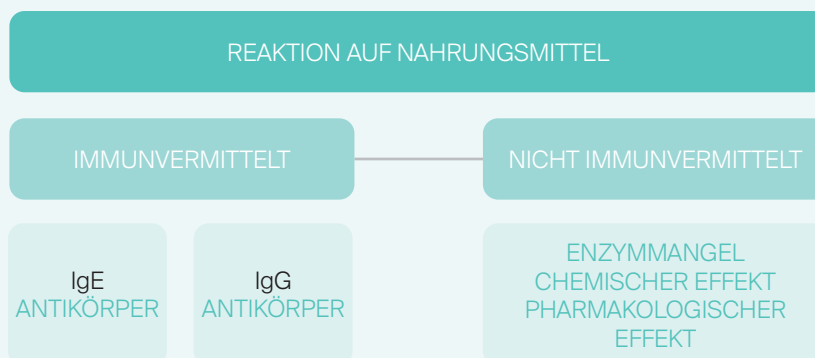 REAKTION AUF NAHRUNGSMITTEL
IMMUNVERMITTELT
NICHT IMMUNVERMITTELT
IgE
ANTIKÖRPER
IgG
ANTIKÖRPER
ENZYMMANGEL
CHEMISCHER EFFEKT
PHARMAKOLOGISCHER
EFFEKT